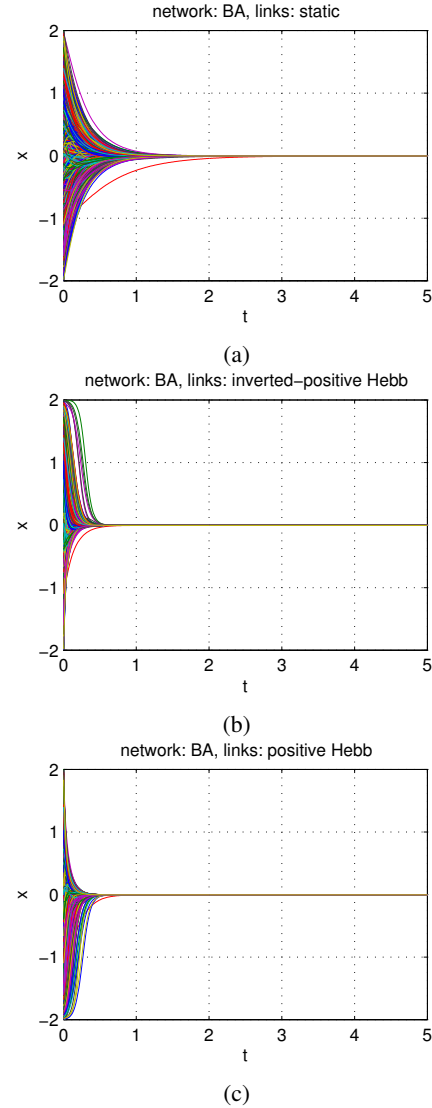 network: BA, links: static
2
1
0
−1
−2
x
0 1 2 3 4 5
t
(a)
network: BA, links: inverted−positive Hebb
2
1
0
−1
−2
x
0 1 2 3 4 5
t
(b)
network: BA, links: positive Hebb
2
1
0
−1
−2
x
0 1 2 3 4 5
t
(c)